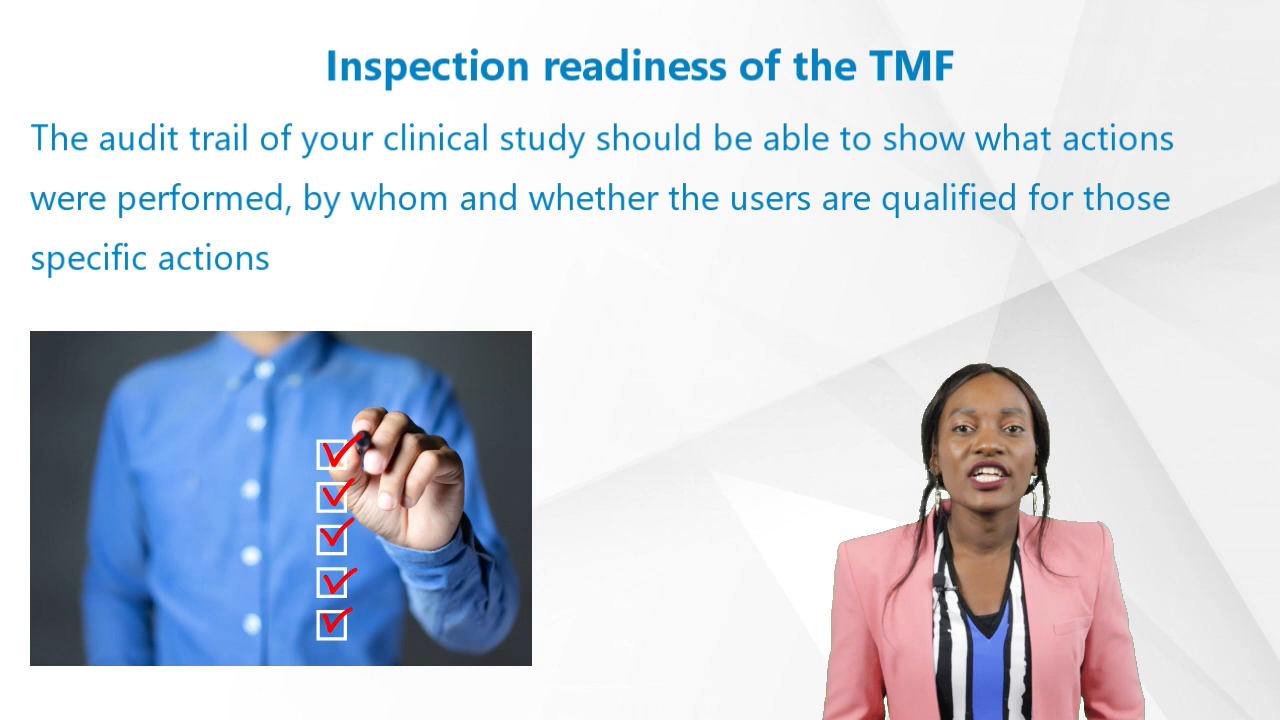 Inspection readiness of the TMF
The audit trail of your clinical study should be able to show what actions
were performed, by whom and whether the users are qualified for those
specific actions